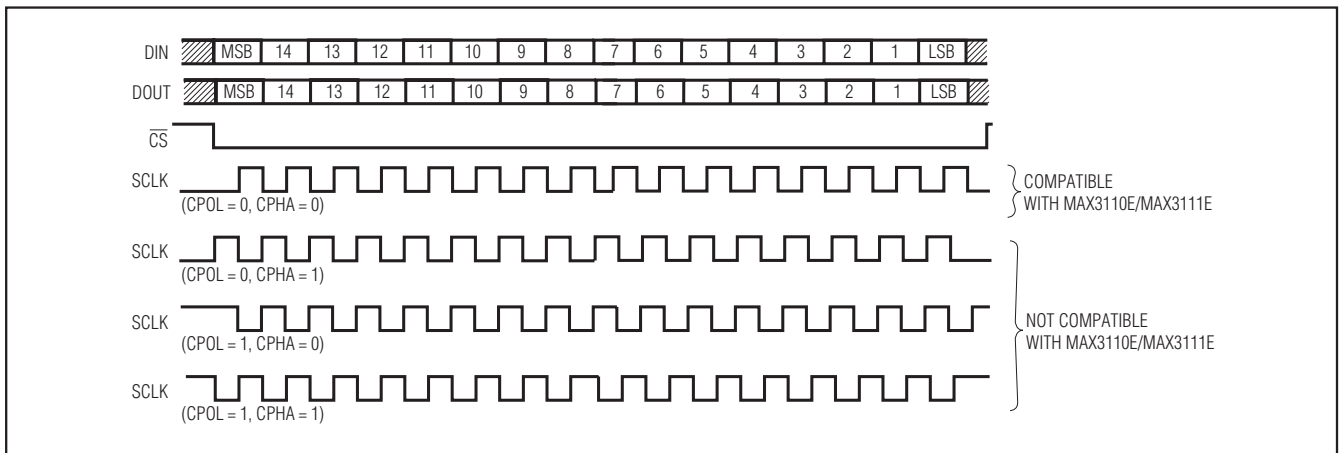 DIN MSB 14 13 12 11 10 9 8 7 6 5 4 3 2 1 LSB
DOUT MSB 14 13 12 11 10 9 8 7 6 5 4 3 2 1 LSB
CS
SCLK
(CPOL = 0, CPHA = 0)
COMPATIBLE
WITH MAX3110E/MAX3111E
SCLK
(CPOL = 0, CPHA = 1)
SCLK
(CPOL = 1, CPHA = 0)
NOT COMPATIBLE
WITH MAX3110E/MAX3111E
SCLK
(CPOL = 1, CPHA = 1)